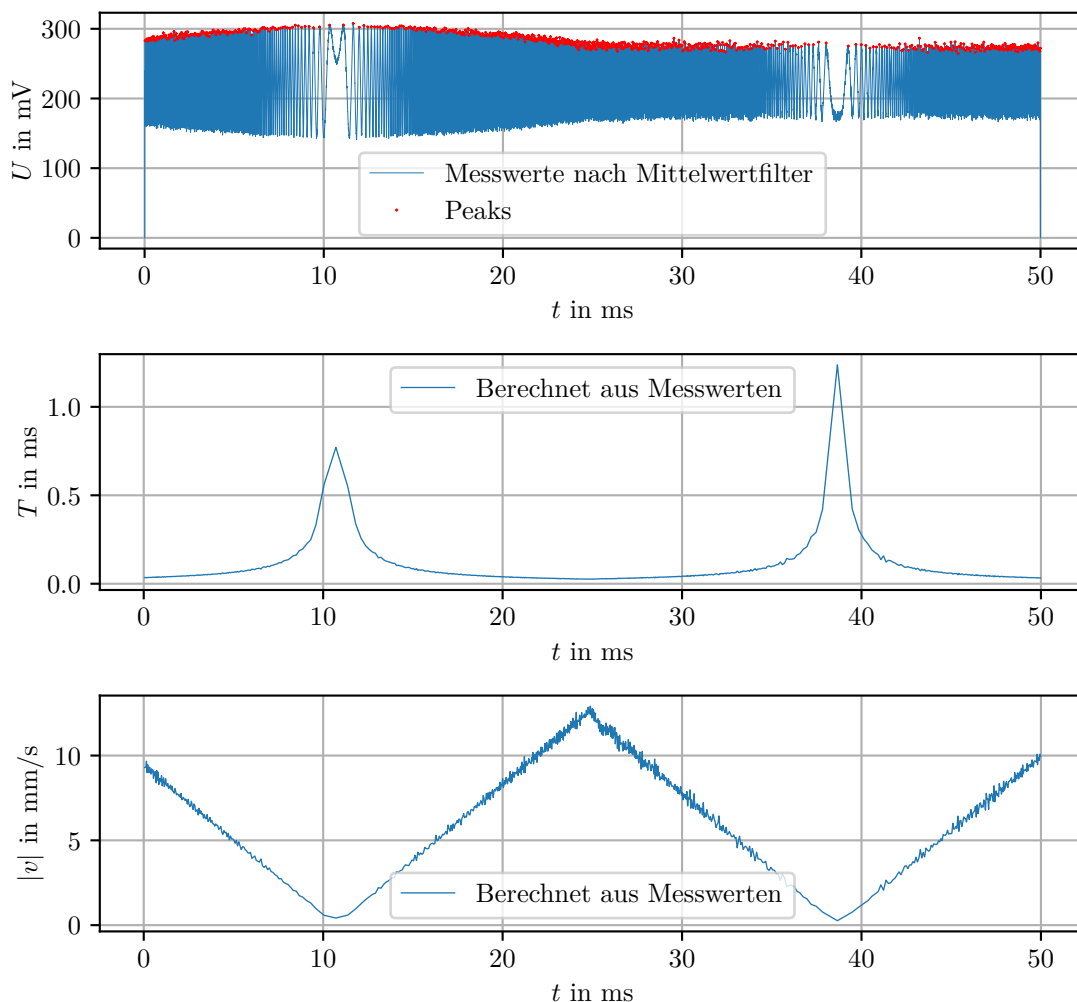 300
200
100
0
U in mV
Messwerte nach Mittelwertfilter
Peaks
0 10 20 30 40 50
t in ms
1.0
0.5
0.0
T in ms
Berechnet aus Messwerten
0 10 20 30 40 50
t in ms
10
5
0
|v| in mm/s
Berechnet aus Messwerten
0 10 20 30 40 50
t in ms